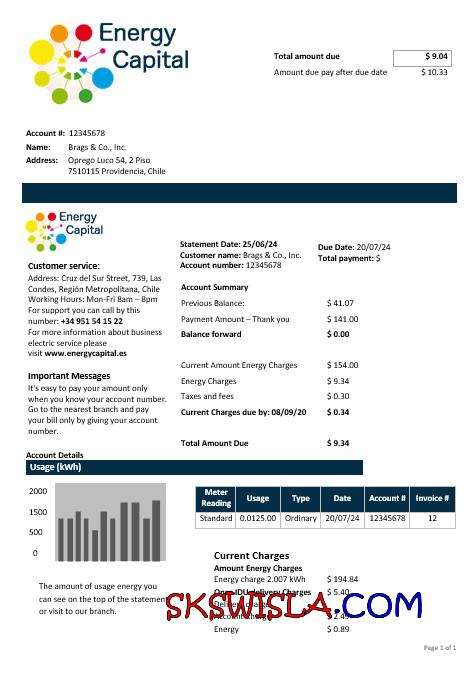 Energy
Capital
Total amount due $ 9.04
Amount due pay after due date $ 10.33
Account #: 12345678
Name: Brags & Co., Inc.
Address: Oprego Luco 54, 2 Piso
7510115 Providencia, Chile
Energy
Capital
Customer service:
Address: Cruz del Sur Street, 739, Las
Condes, Región Metropolitana, Chile
Working Hours: Mon-Fri 8am – 8pm
For support you can call by this
number: +34 951 54 15 22
For more information about business
electric service please
visit www.energycapital.es
Important Messages
It's easy to pay your amount only
when you know your account number.
Go to the nearest branch and pay
your bill only by giving your account
number.
Statement Date: 25/06/24
Customer name: Brags & Co., Inc.
Account number: 12345678
Due Date: 20/07/24
Total payment: $
Account Summary
Previous Balance: $ 41.07
Payment Amount – Thank you $ 141.00
Balance forward $ 0.00
Current Amount Energy Charges $ 154.00
Energy Charges $ 9.34
Taxes and fees $ 0.30
Current Charges due by: 08/09/20 $ 0.34
Total Amount Due $ 9.34
Account Details
Usage (kWh)
2000
1500
500
0
The amount of usage energy you
can see on the top of the statement
or visit to our branch.
Meter Reading Usage Type Date Account # Invoice #
Standard 0.0125.00 Ordinary 20/07/24 12345678 12
Current Charges
Amount Energy Charges
Energy charge 2.007 kWh $ 194.84
delivery Charges $ 5.40
$ 2.49
Energy $ 0.89
SKSWISLA.COM
Page 1 of 1